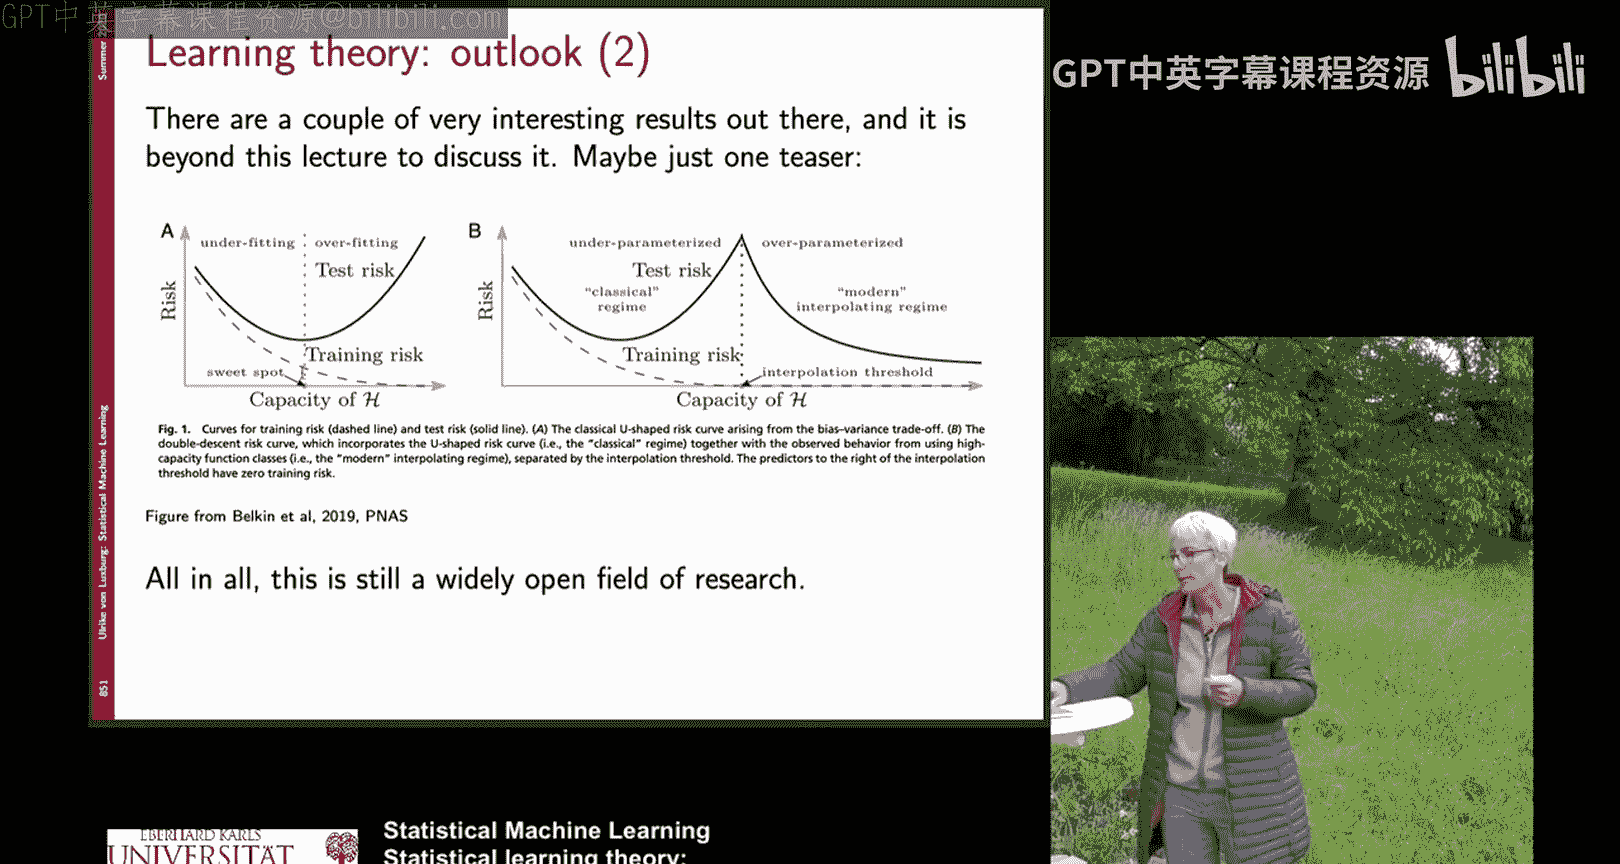 GPT中英字幕课程资源@bilibili.com
GPT中英字幕课程资源 bilibili
Learning theory: outlook (2)
There are a couple of very interesting results out there, and it is
beyond this lecture to discuss it. Maybe just one teaser:
A
under-fitting
over-fitting
Test risk
Risk
Training risk
sweet spot
Capacity of H
B
under-parameterized
over-parameterized
Test risk
"classical"
regime
"modern"
interpolating regime
Risk
Training risk
interpolation threshold
Capacity of H
Fig. 1. Curves for training risk (dashed line) and test risk (solid line). (A) The classical U-shaped risk curve arising from the bias–variance trade-off. (B) The
double-descent risk curve, which incorporates the U-shaped risk curve (i.e., the "classical" regime) together with the observed behavior from using high-
capacity function classes (i.e., the "modern" interpolating regime), separated by the interpolation threshold. The predictors to the right of the interpolation
threshold have zero training risk.
Figure from Belkin et al, 2019, PNAS
All in all, this is still a widely open field of research.
Summer
Ulrike von Luxburg: Statistical Machine Learning
851
EBERHARD KARLS
UNIVERSITÄT
Statistical Machine Learning
Statistical learning theory: